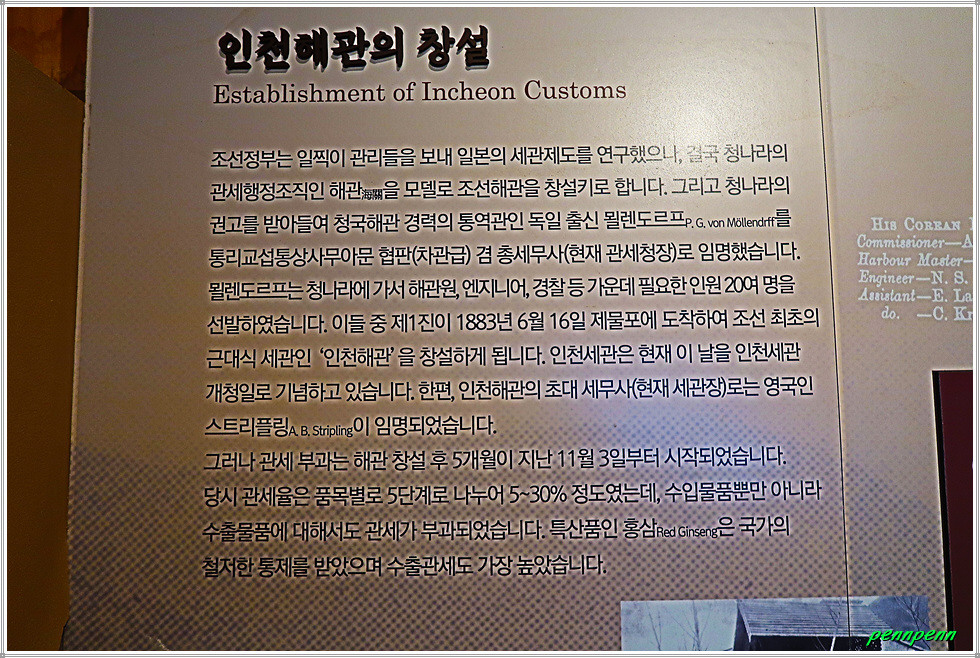 인천해관의 창설
Establishment of Incheon Customs
조선정부는 일찍이 관리들을 보내 일본의 세관제도를 연구했으나, 결국 청나라의
관세행정조직인 해관海關을 모델로 조선해관을 창설키로 합니다. 그리고 청나라의
권고를 받아들여 청국해관 경력의 통역관인 독일 출신 묄렌도르프P. G. von Möllendrff를
통리교섭통상사무아문 협판(차관급) 겸 총세무사(현재 관세청장)로 임명했습니다.
묄렌도르프는 청나라에 가서 해관원, 엔지니어, 경찰 등 가운데 필요한 인원 20여 명을
선발하였습니다. 이들 중 제1진이 1883년 6월 16일 제물포에 도착하여 조선 최초의
근대식 세관인 ‘인천해관’ 을 창설하게 됩니다. 인천세관은 현재 이 날을 인천세관
개청일로 기념하고 있습니다. 한편, 인천해관의 초대 세무사(현재 세관장)로는 영국인
스트리플링A. B. Stripling이 임명되었습니다.
그러나 관세 부과는 해관 창설 후 5개월이 지난 11월 3일부터 시작되었습니다.
당시 관세율은 품목별로 5단계로 나누어 5~30% 정도였는데, 수입물품뿐만 아니라
수출물품에 대해서도 관세가 부과되었습니다. 특산품인 홍삼Red Ginseng은 국가의
철저한 통제를 받았으며 수출관세도 가장 높았습니다.
His Corean
Commissioner—A
Harbour Master—
Engineer—N. S.
Assistant—E. La
do. —C. Kr
pennpenn